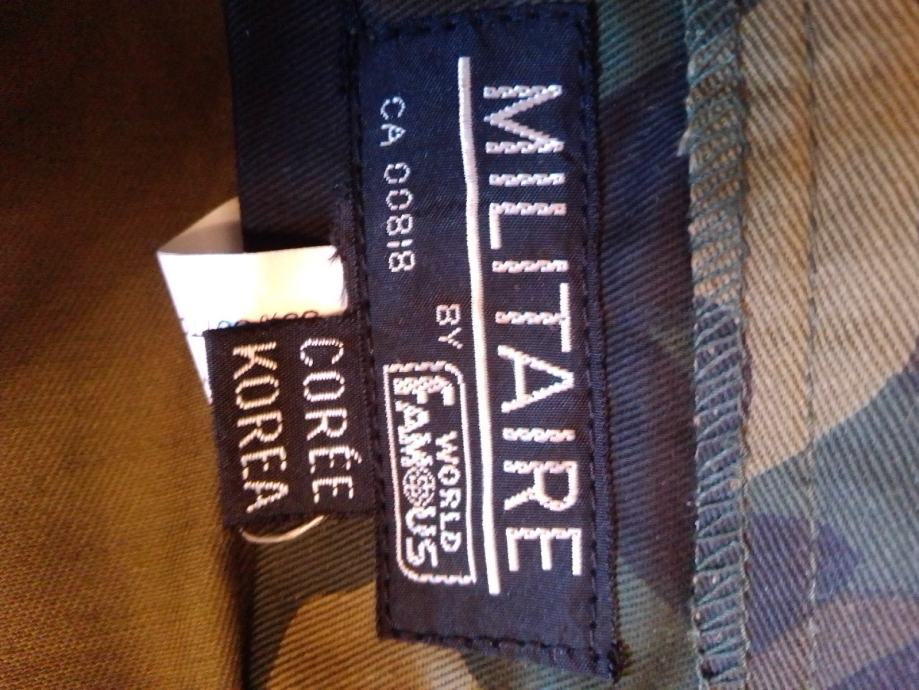 MILITAIRE
BY WORLD
FAMOUS
CA 00818
CORÉE
KOREA